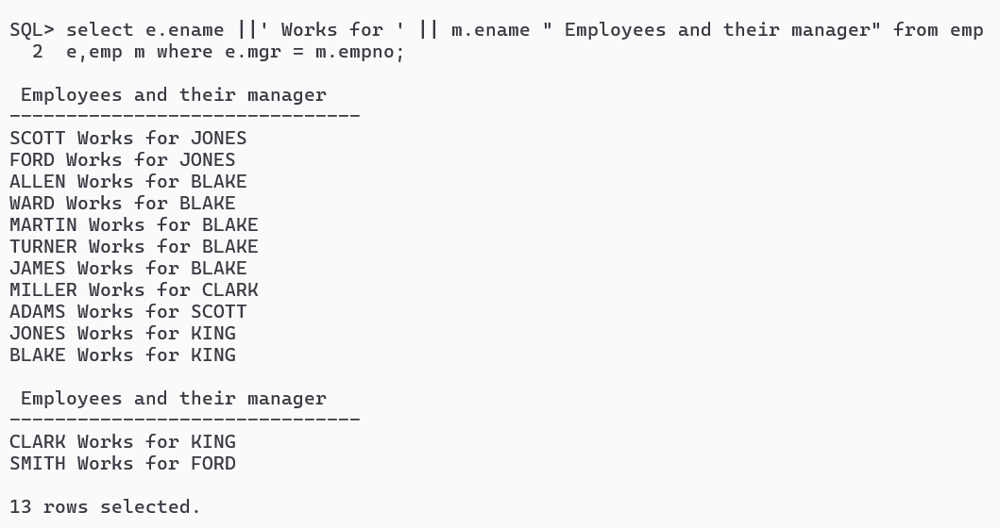 SQL> select e.ename ||' Works for ' || m.ename " Employees and their manager" from emp
  2  e,emp m where e.mgr = m.empno;

 Employees and their manager
-------------------------------
SCOTT Works for JONES
FORD Works for JONES
ALLEN Works for BLAKE
WARD Works for BLAKE
MARTIN Works for BLAKE
TURNER Works for BLAKE
JAMES Works for BLAKE
MILLER Works for CLARK
ADAMS Works for SCOTT
JONES Works for KING
BLAKE Works for KING

 Employees and their manager
-------------------------------
CLARK Works for KING
SMITH Works for FORD

13 rows selected.